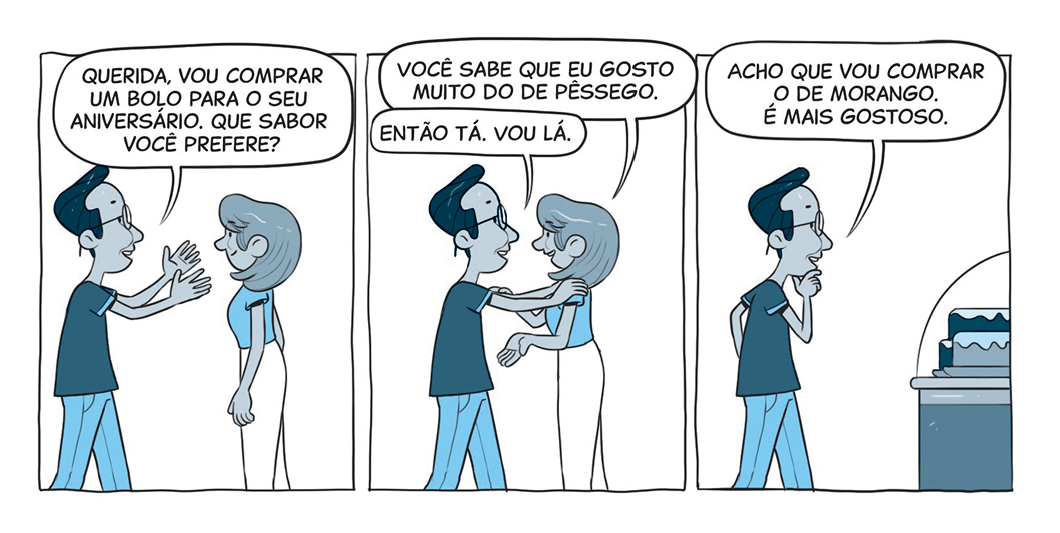 QUERIDA, VOU COMPRAR
UM BOLO PARA O SEU
ANIVERSÁRIO. QUE SABOR
VOCÊ PREFERE?
VOCÊ SABE QUE EU GOSTO
MUITO DO DE PÊSSEGO.
ENTÃO TÁ. VOU LÁ.
ACHO QUE VOU COMPRAR
O DE MORANGO.
É MAIS GOSTOSO.